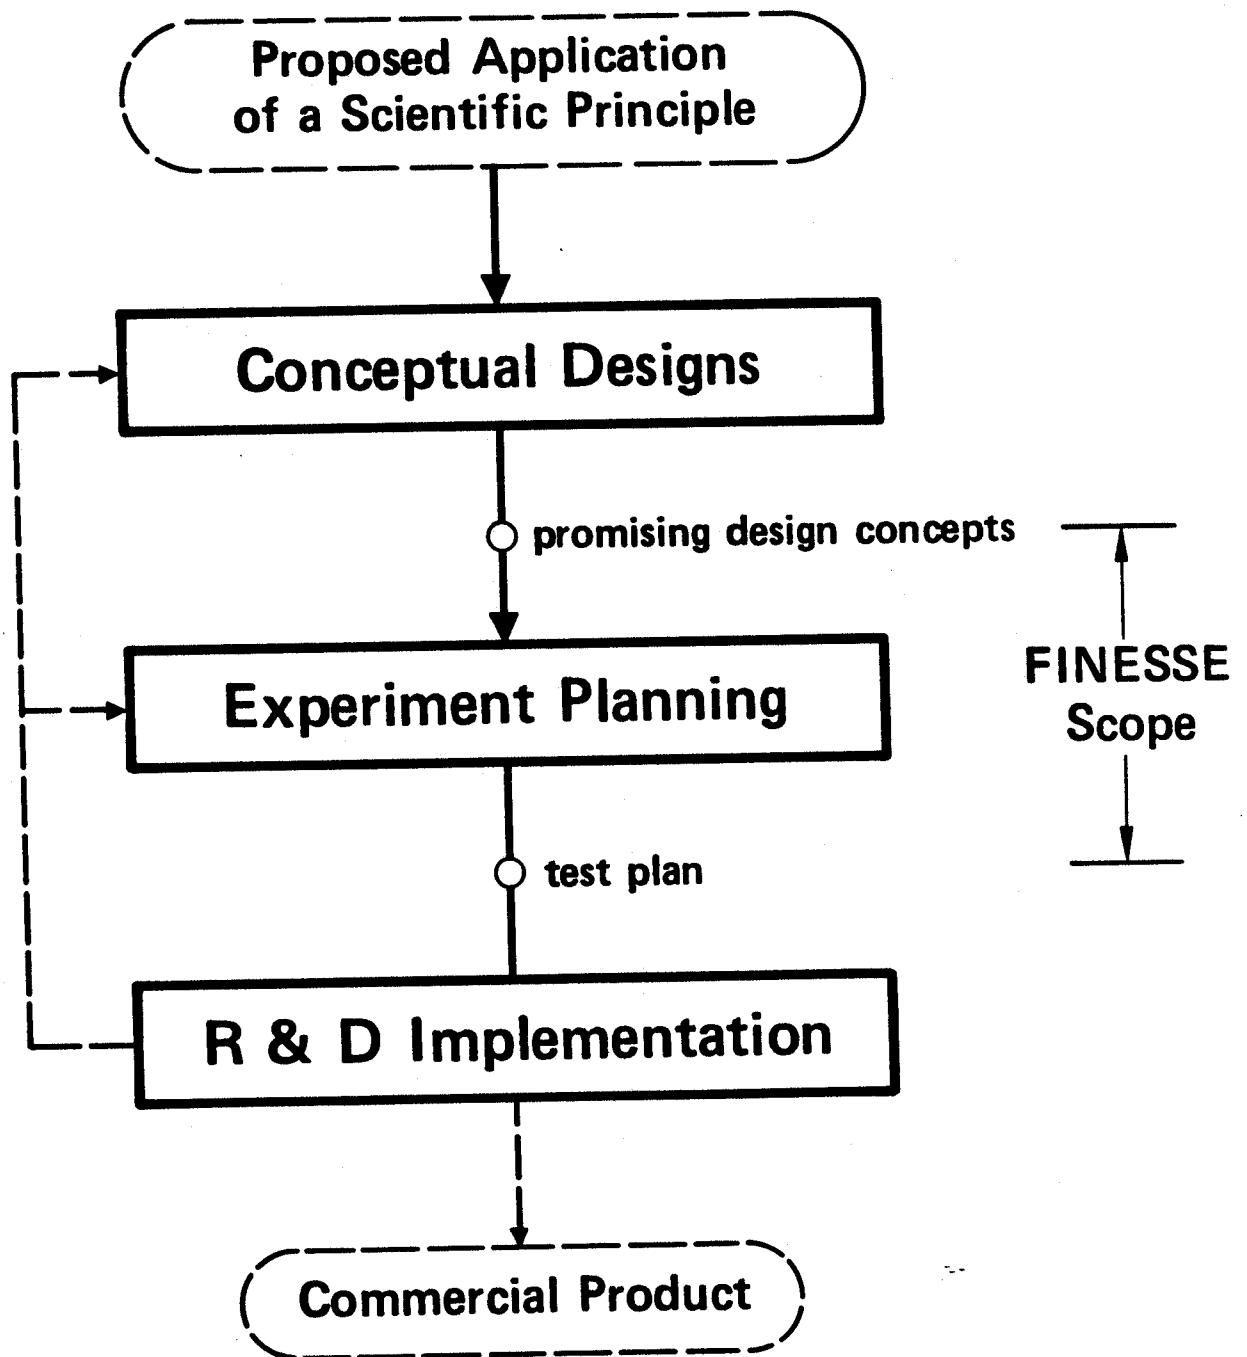 Proposed Application
of a Scientific Principle
Conceptual Designs
promising design concepts
FINESSE
Scope
Experiment Planning
test plan
R & D Implementation
Commercial Product